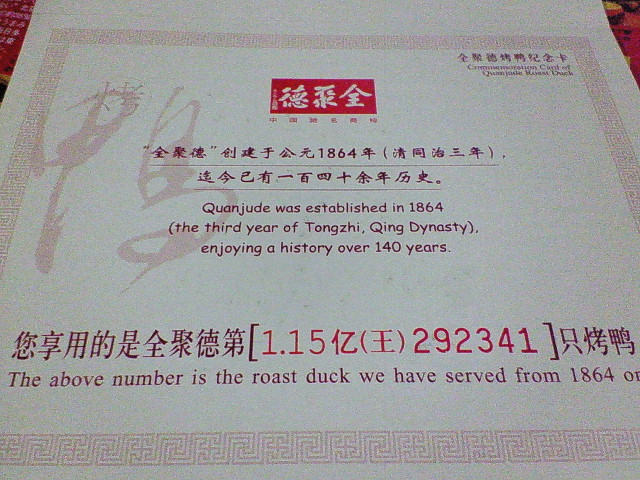 全聚德烤鸭纪念卡
Commemoration Card of
Quanjude Roast Duck
烤
鸭
德聚全
中国驰名商标
“全聚德”创建于公元1864年(清同治三年),
迄今已有一百四十余年历史。
Quanjude was established in 1864
(the third year of Tongzhi, Qing Dynasty),
enjoying a history over 140 years.
您享用的是全聚德第[1.15亿(王)292341]只烤鸭
The above number is the roast duck we have served from 1864 on